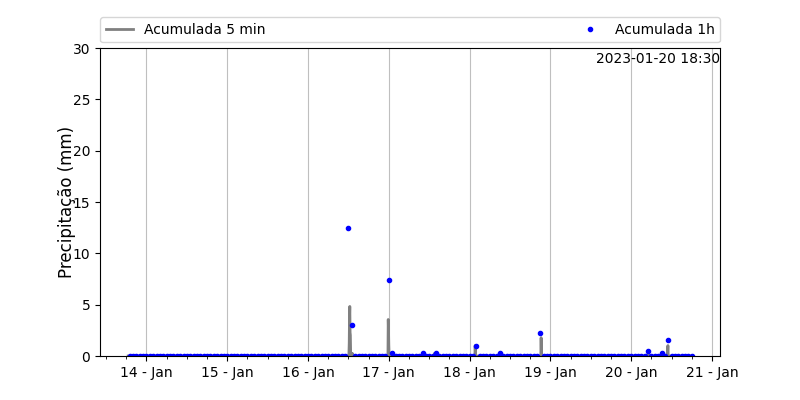 Acumulada 5 min
Acumulada 1h
2023-01-20 18:30
Precipitação (mm)
30
25
20
15
10
5
0
14 - Jan
15 - Jan
16 - Jan
17 - Jan
18 - Jan
19 - Jan
20 - Jan
21 - Jan